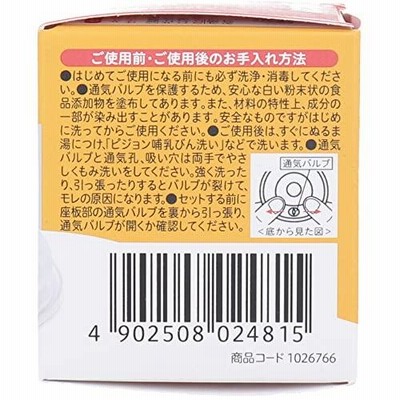 ご使用前・ご使用後のお手入れ方法
●はじめてご使用になる前にも必ず洗浄・消毒してくださ
い。●通気バルブを保護するため、安心な白い粉末状の食
品添加物を塗布してあります。また、材料の特性上、成分の
一部が染み出すことがあります。安全なものですがはじめ
に洗ってからご使用ください。●ご使用後は、すぐにぬるま
湯につけ、「ピジョン哺乳びん洗い」などで洗います。●通気
バルブと通気孔、吸い穴は両手でやさ
しくもみ洗いをしてください。強く洗った
り、引っ張ったりするとバルブが裂けて、
モレの原因になります。●セットする前に
座板部の通気バルブを裏から引っ張り、
通気バルブが開くか確認してください。
通気バルブ
<底から見た図>
4 902508 024815
商品コード 1026766